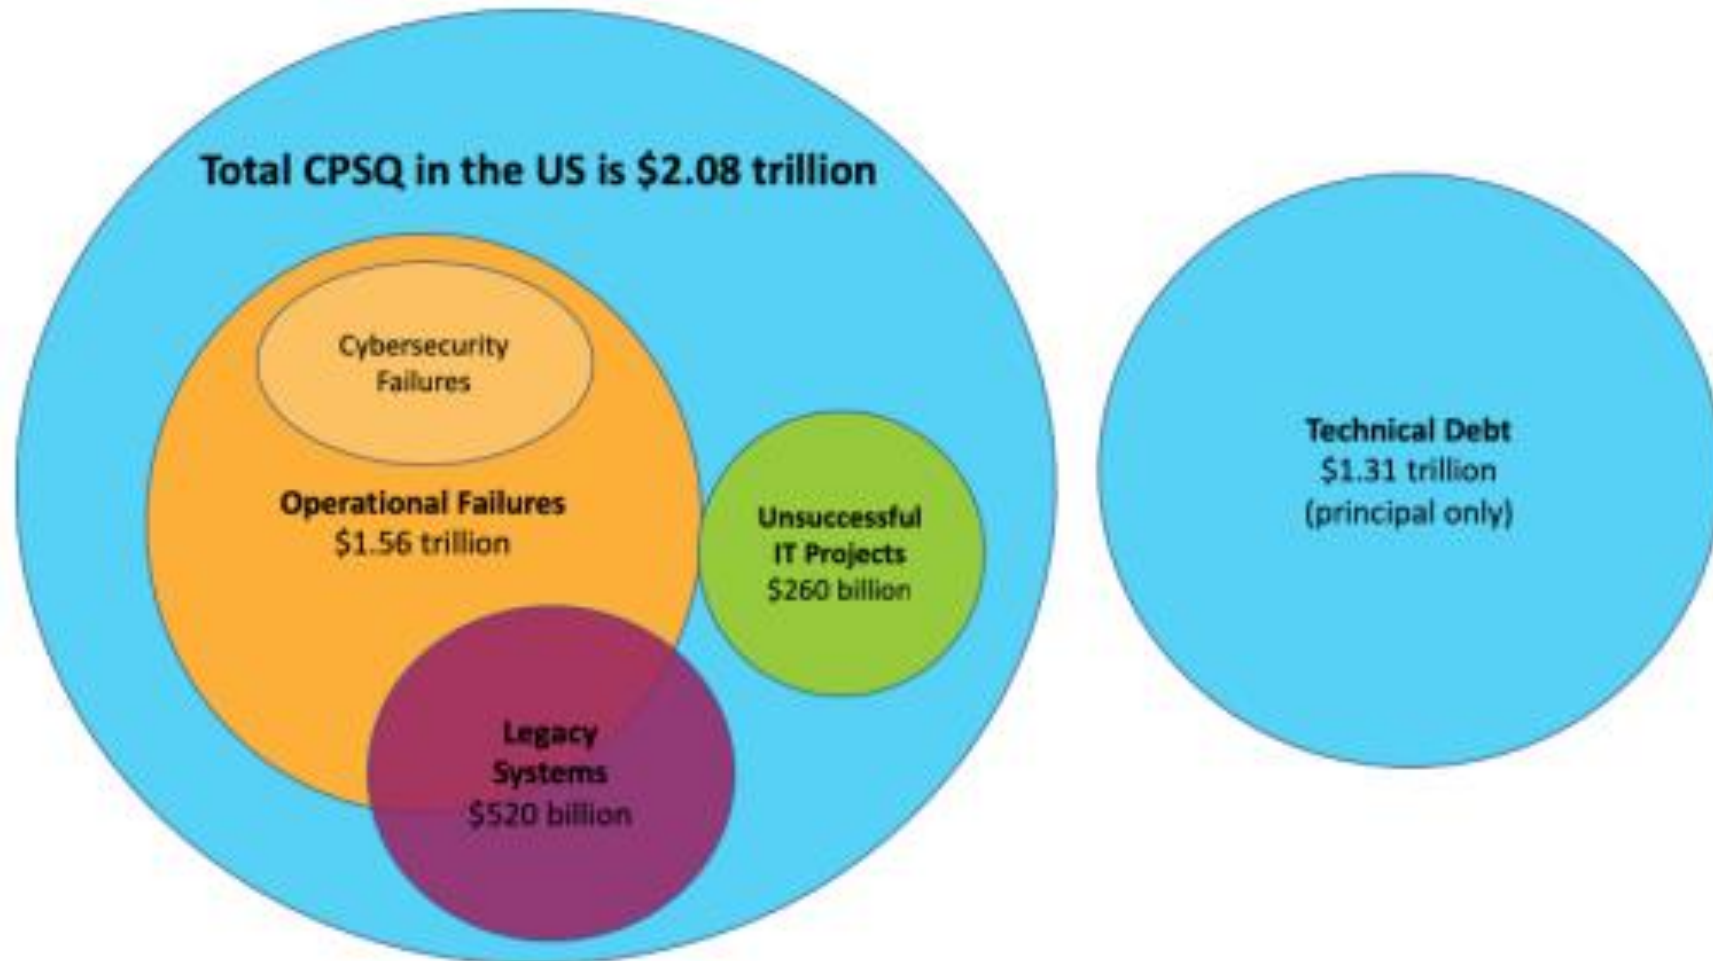 Total CPSQ in the US is $2.08 trillion
Cybersecurity
Failures
Operational Failures
$1.56 trillion
Unsuccessful
IT Projects
$260 billion
Legacy
Systems
$520 billion
Technical Debt
$1.31 trillion
(principal only)